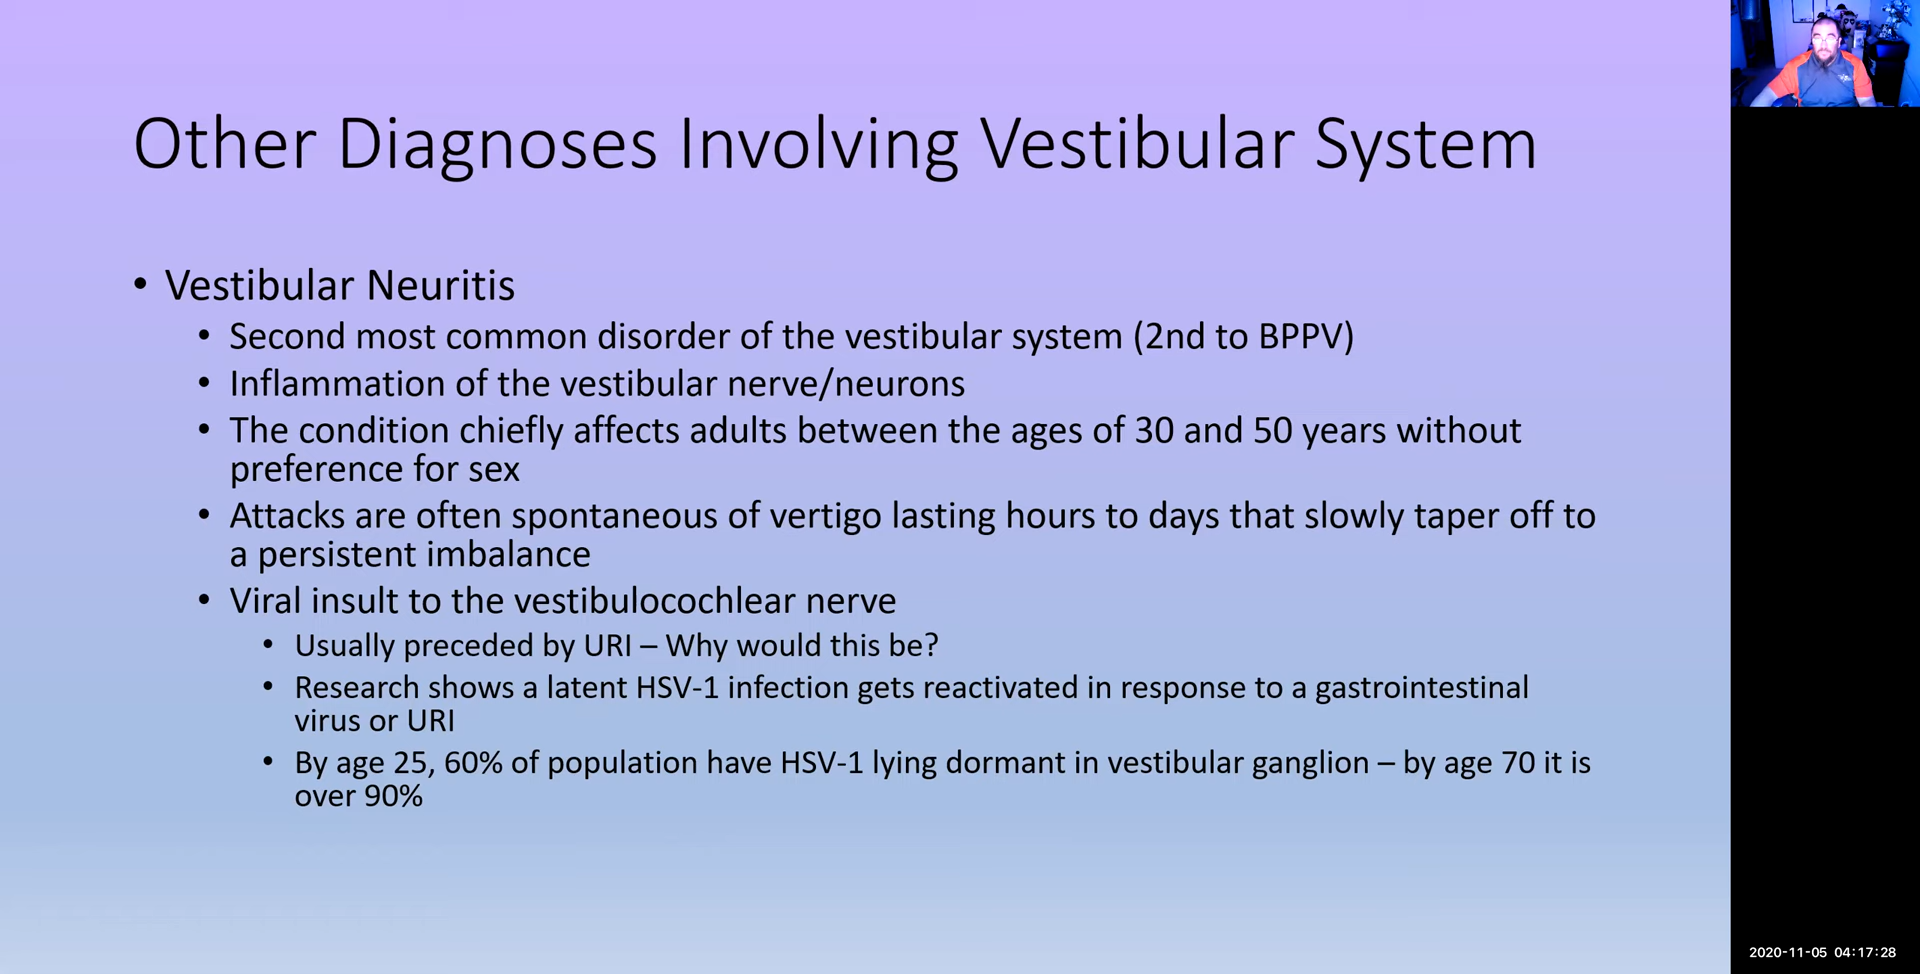 Other Diagnoses Involving Vestibular System
• Vestibular Neuritis
• Second most common disorder of the vestibular system (2nd to BPPV)
• Inflammation of the vestibular nerve/neurons
• The condition chiefly affects adults between the ages of 30 and 50 years without
preference for sex
• Attacks are often spontaneous of vertigo lasting hours to days that slowly taper off to
a persistent imbalance
• Viral insult to the vestibulocochlear nerve
• Usually preceded by URI – Why would this be?
• Research shows a latent HSV-1 infection gets reactivated in response to a gastrointestinal
virus or URI
• By age 25, 60% of population have HSV-1 lying dormant in vestibular ganglion – by age 70 it is
over 90%
2020-11-05 04:17:28